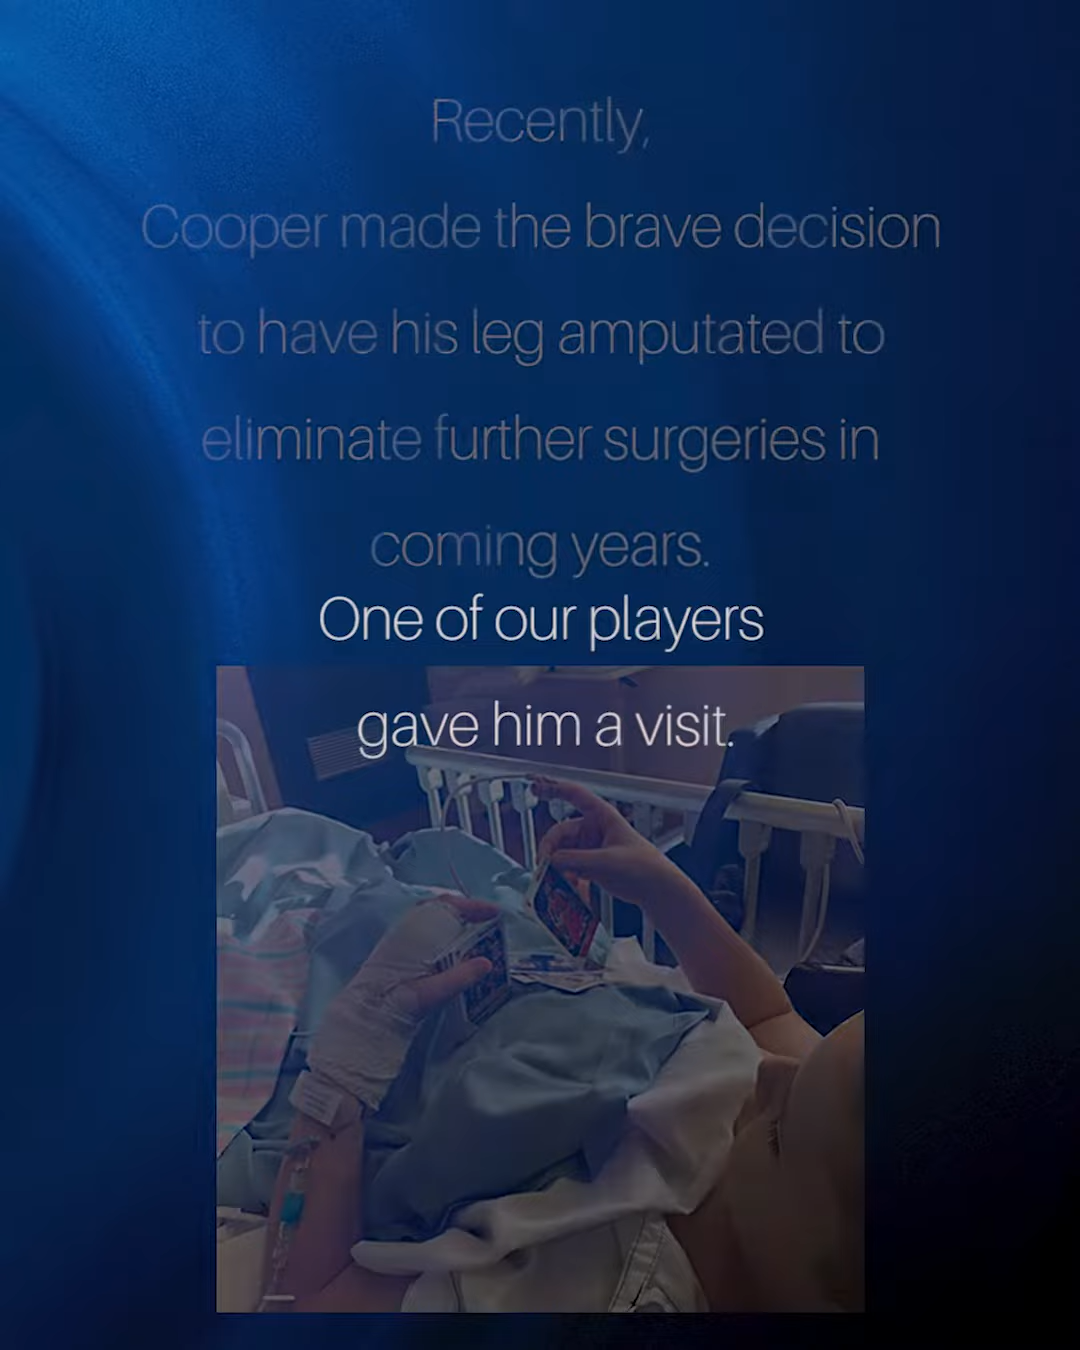 Recently,
Cooper made the brave decision
to have his leg amputated to
eliminate further surgeries in
coming years.
One of our players
gave him a visit.